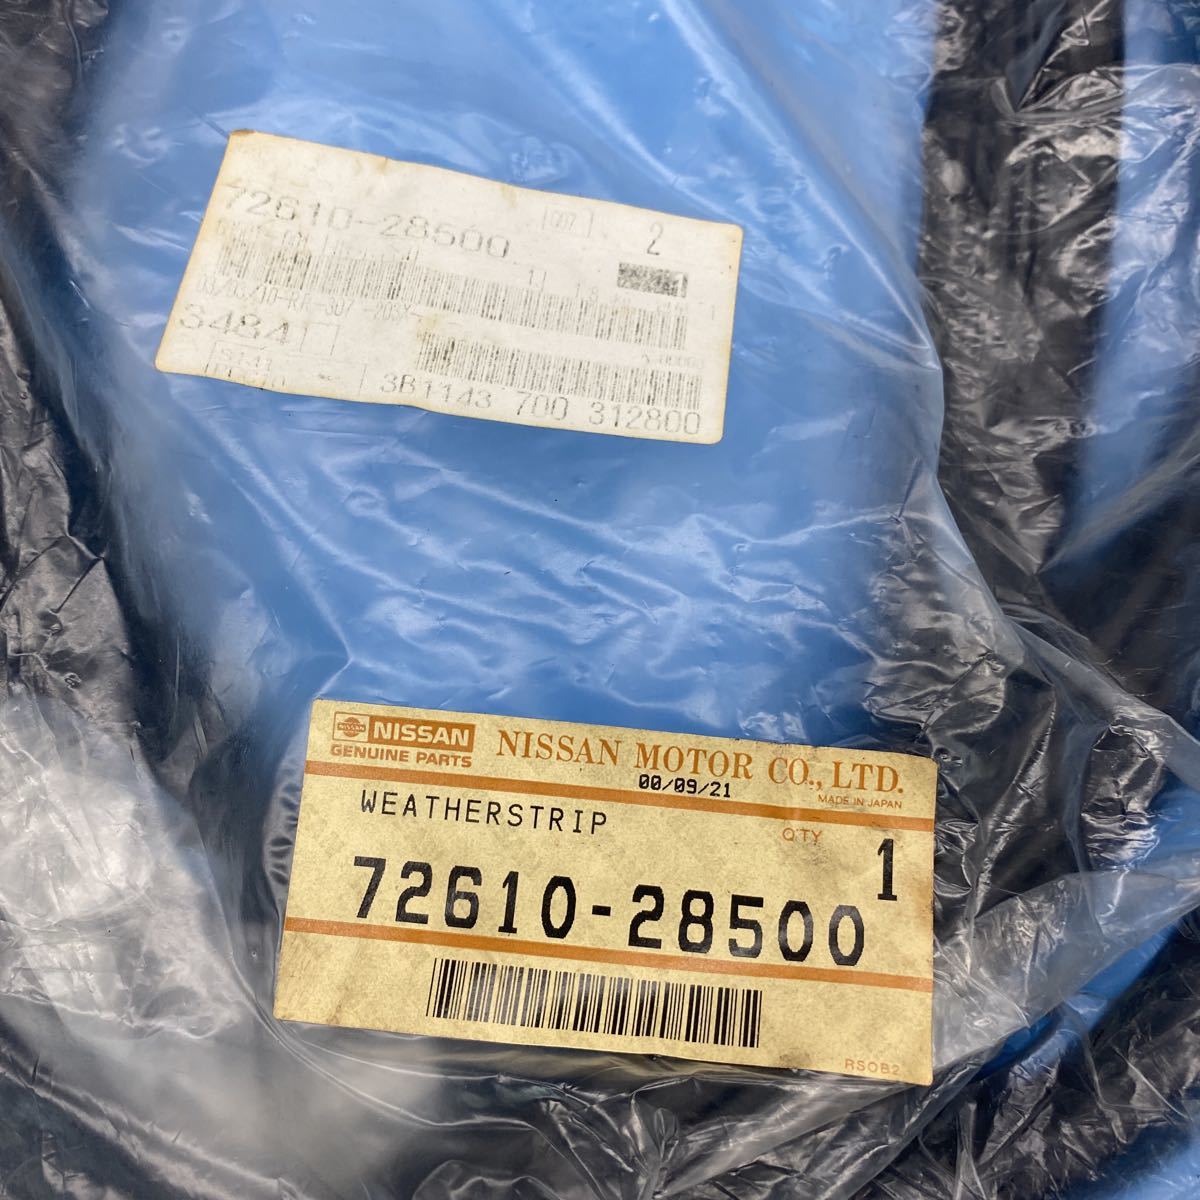 72610-28500
2
3484
3B1143 700 312800
NISSAN
NISSAN
GENUINE PARTS
NISSAN MOTOR CO., LTD.
00/09/21
MADE IN JAPAN
WEATHERSTRIP
Q'TY
1
72610-28500
RSOB2